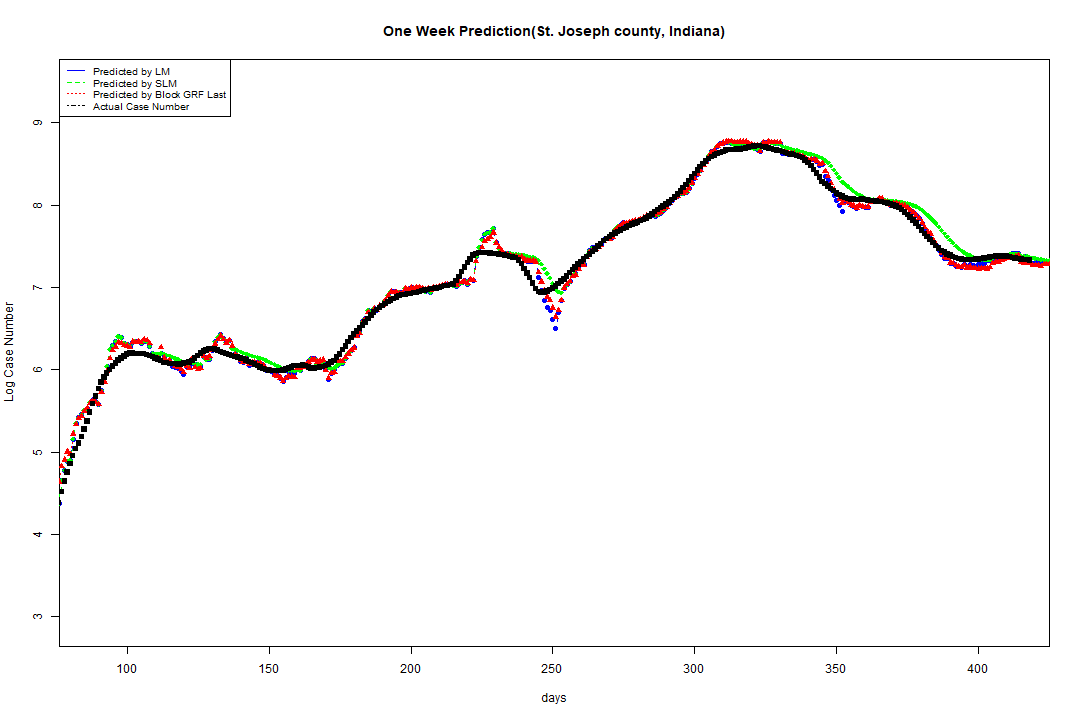 One Week Prediction(St. Joseph county, Indiana)
Predicted by LM
Predicted by SLM
Predicted by Block GRF Last
Actual Case Number
9
8
7
6
5
4
3
Log Case Number
100 150 200 250 300 350 400
days